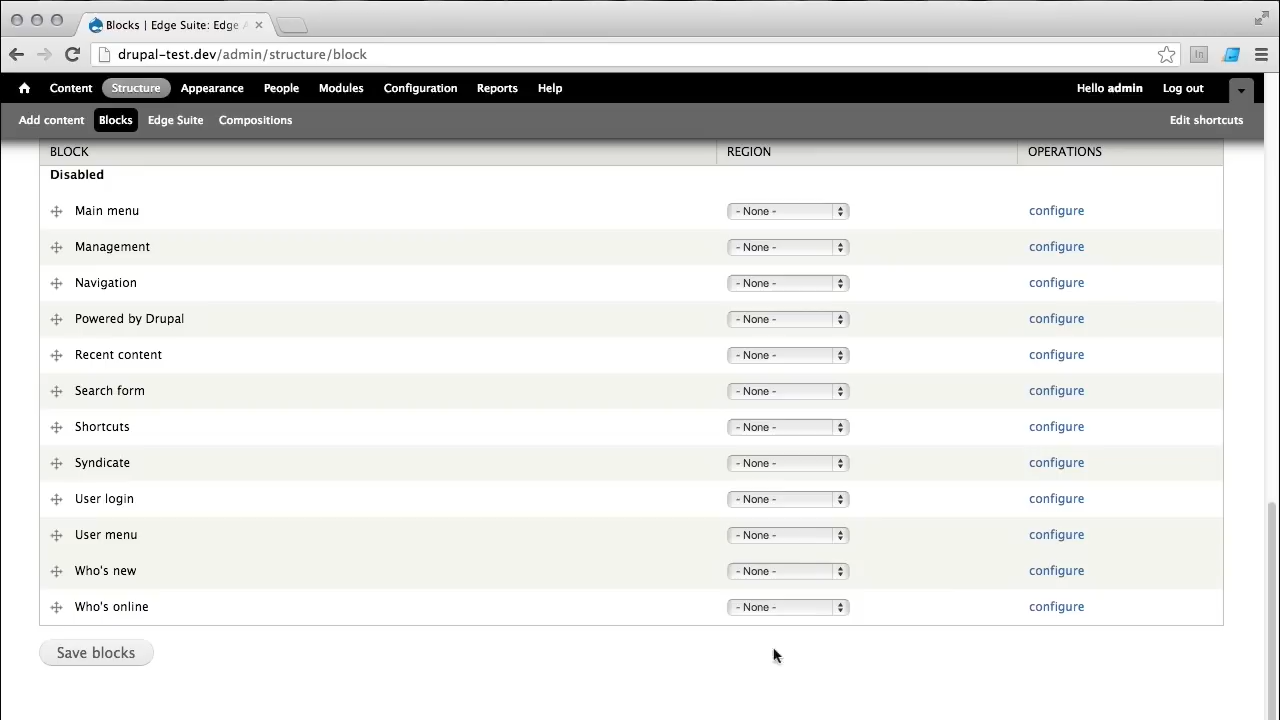 Blocks | Edge Suite: Edge
drupal-test.dev/admin/structure/block
Content Structure Appearance People Modules Configuration Reports Help Hello admin Log out
Add content Blocks Edge Suite Compositions Edit shortcuts
BLOCK REGION OPERATIONS
Disabled
Main menu - None - configure
Management - None - configure
Navigation - None - configure
Powered by Drupal - None - configure
Recent content - None - configure
Search form - None - configure
Shortcuts - None - configure
Syndicate - None - configure
User login - None - configure
User menu - None - configure
Who's new - None - configure
Who's online - None - configure
Save blocks